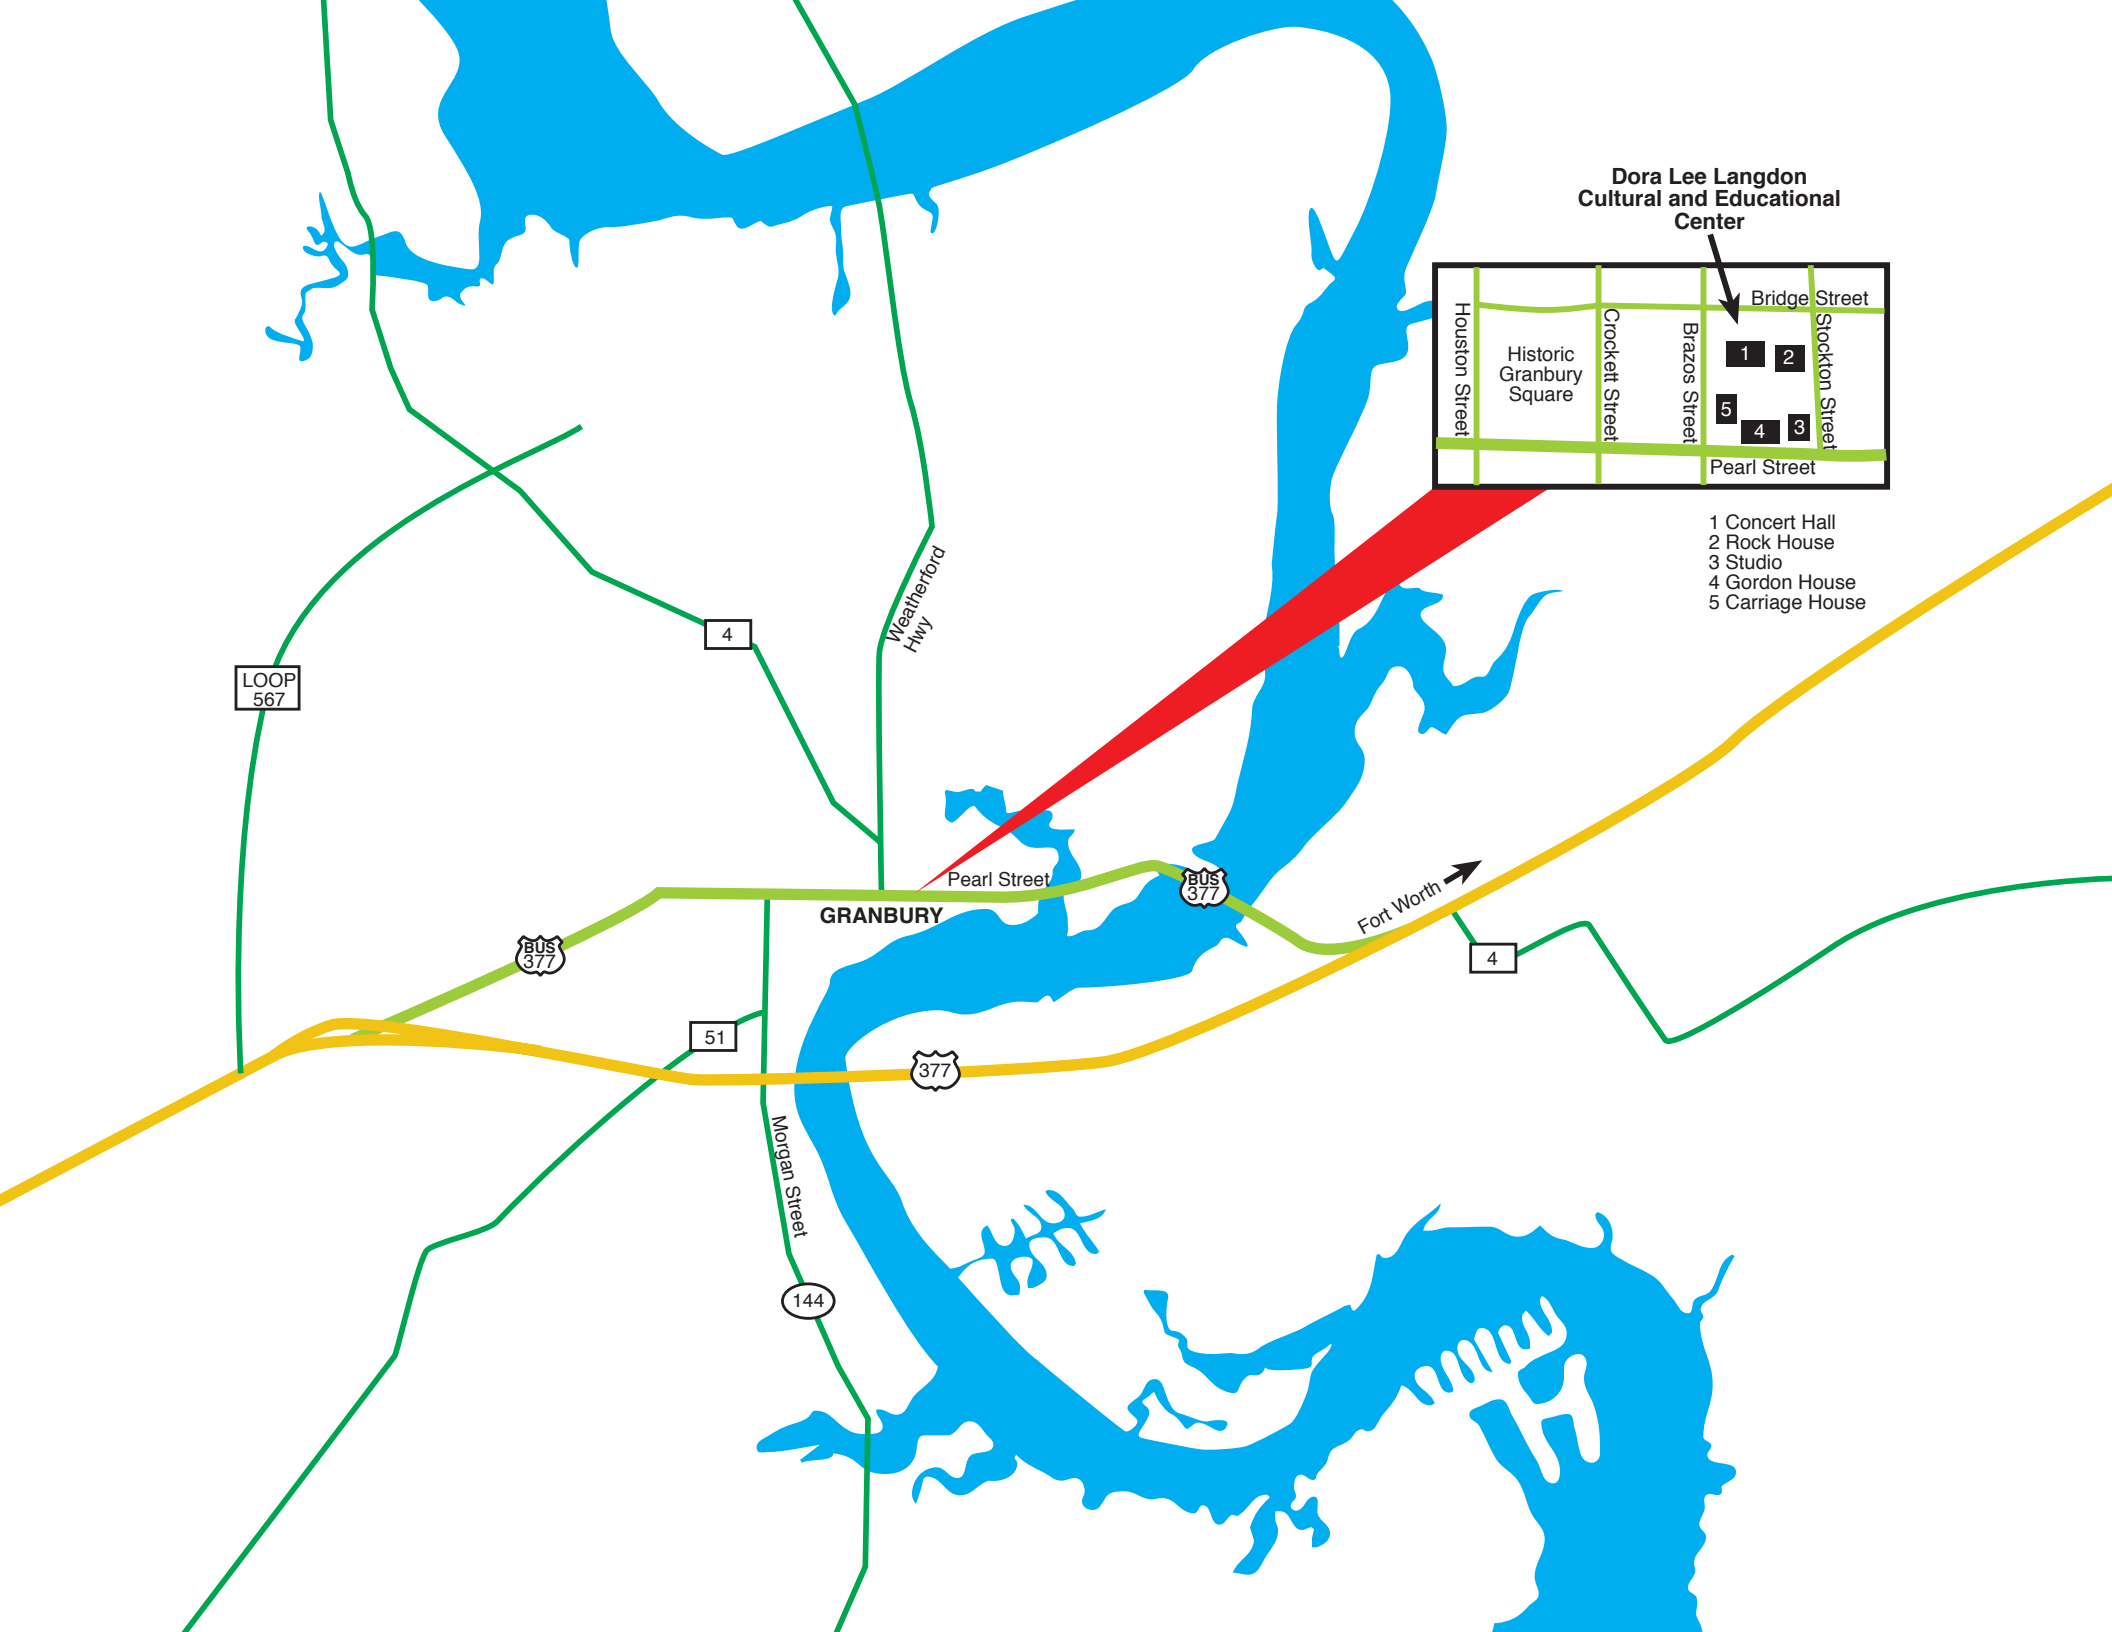 Dora Lee Langdon
Cultural and Educational
Center
Bridge Street
Houston Street
Historic
Granbury
Square
Crockett Street
Brazos Street
Stockton Street
1
2
5
4
3
Pearl Street
1 Concert Hall
2 Rock House
3 Studio
4 Gordon House
5 Carriage House
Weatherford
Hwy
4
LOOP
567
Pearl Street
BUS
377
GRANBURY
Fort Worth
BUS
377
4
51
377
Morgan Street
144